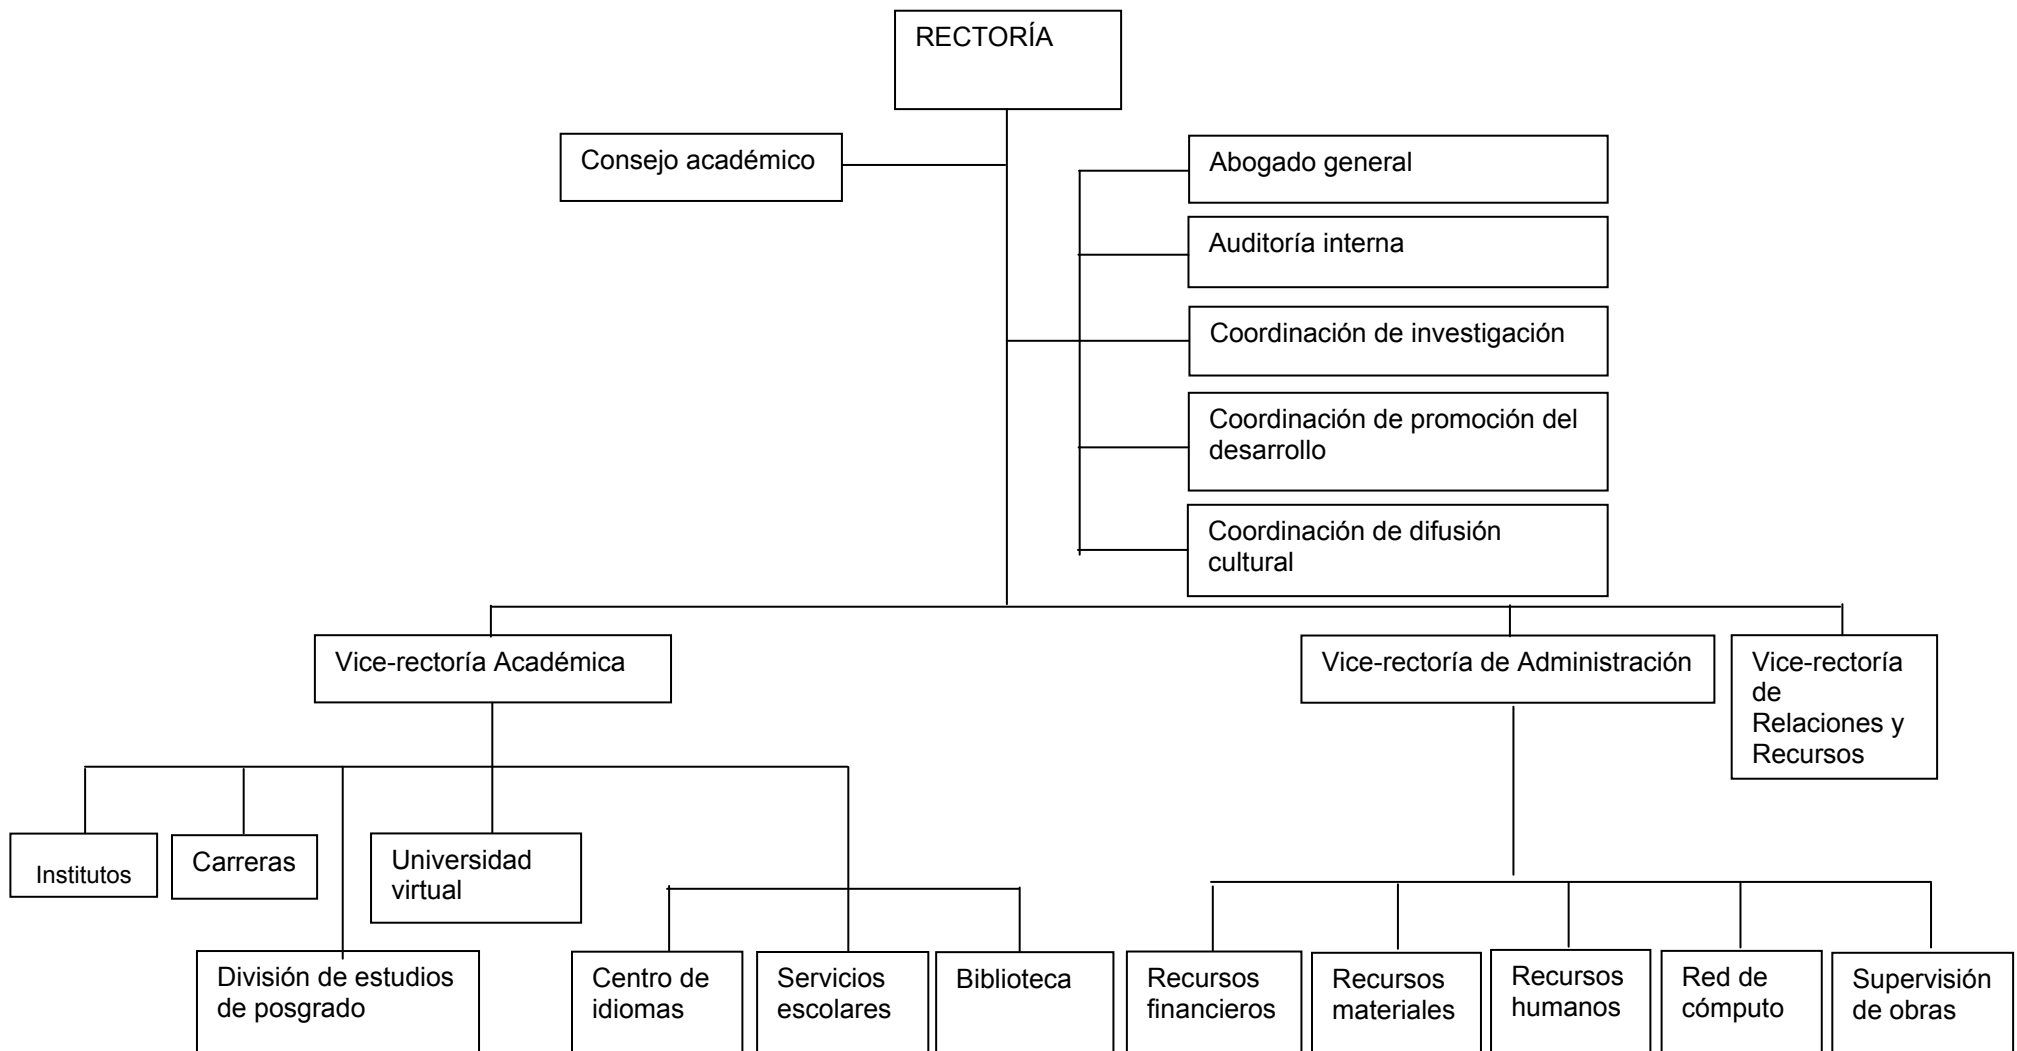 RECTORÍA
Consejo académico
Abogado general
Auditoría interna
Coordinación de investigación
Coordinación de promoción del
desarrollo
Coordinación de difusión
cultural
Vice-rectoría Académica
Vice-rectoría de Administración
Vice-rectoría
de
Relaciones y
Recursos
Institutos
Carreras
Universidad
virtual
División de estudios
de posgrado
Centro de
idiomas
Servicios
escolares
Biblioteca
Recursos
financieros
Recursos
materiales
Recursos
humanos
Red de
cómputo
Supervisión
de obras